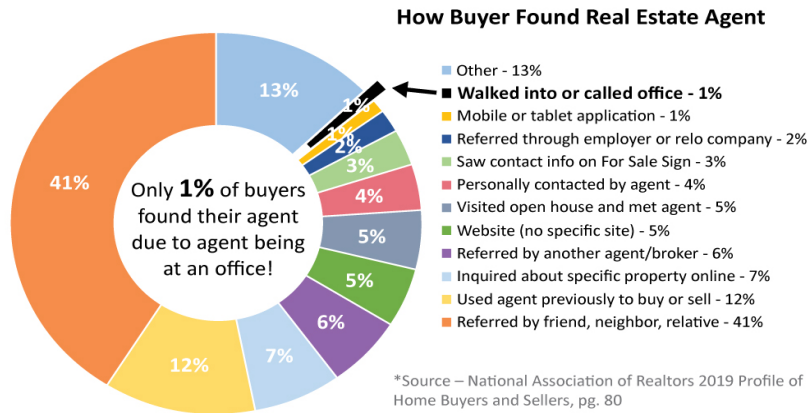 How Buyer Found Real Estate Agent
Other - 13%
Walked into or called office - 1%
Mobile or tablet application - 1%
Referred through employer or relo company - 2%
Saw contact info on For Sale Sign - 3%
Personally contacted by agent - 4%
Visited open house and met agent - 5%
Website (no specific site) - 5%
Referred by another agent/broker - 6%
Inquired about specific property online - 7%
Used agent previously to buy or sell - 12%
Referred by friend, neighbor, relative - 41%
13%
1%
1%
2%
3%
4%
5%
5%
6%
7%
12%
41%
Only 1% of buyers
found their agent
due to agent being
at an office!
*Source – National Association of Realtors 2019 Profile of
Home Buyers and Sellers, pg. 80